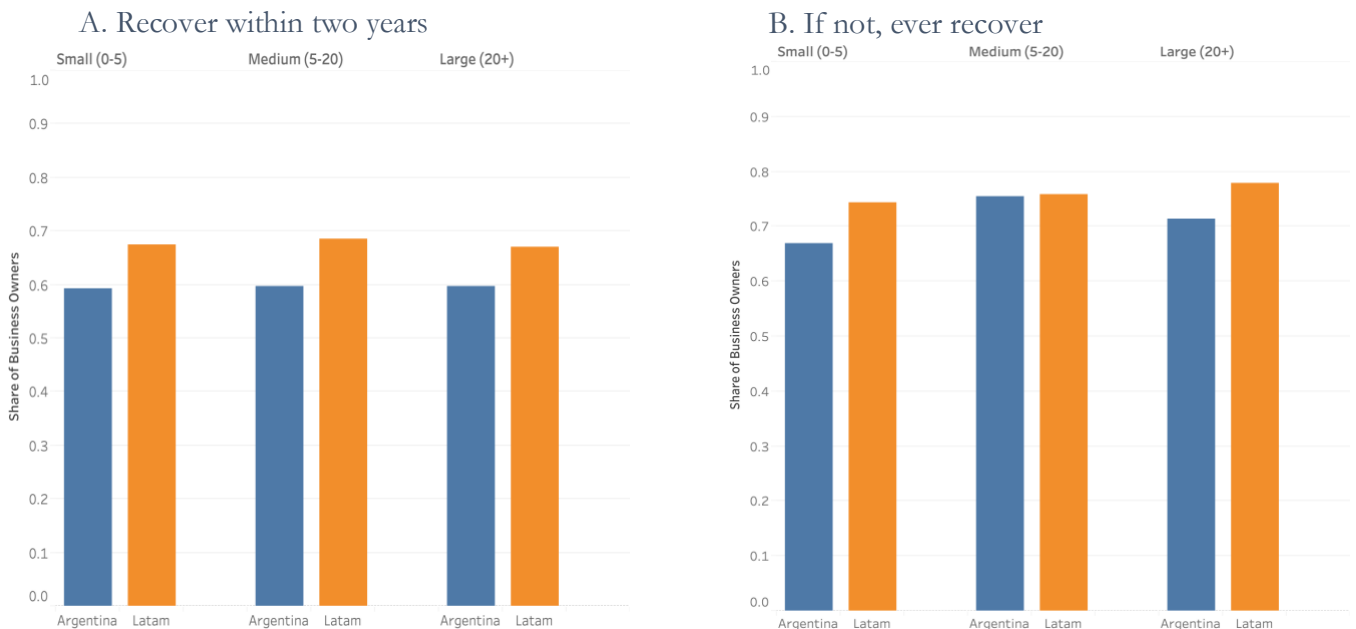 A. Recover within two years
Small (0-5) Medium (5-20) Large (20+)
1.0
0.9
0.8
0.7
0.6
0.5
0.4
0.3
0.2
0.1
0.0
Share of Business Owners
Argentina Latam Argentina Latam Argentina Latam
B. If not, ever recover
Small (0-5) Medium (5-20) Large (20+)
1.0
0.9
0.8
0.7
0.6
0.5
0.4
0.3
0.2
0.1
0.0
Share of Business Owners
Argentina Latam Argentina Latam Argentina Latam